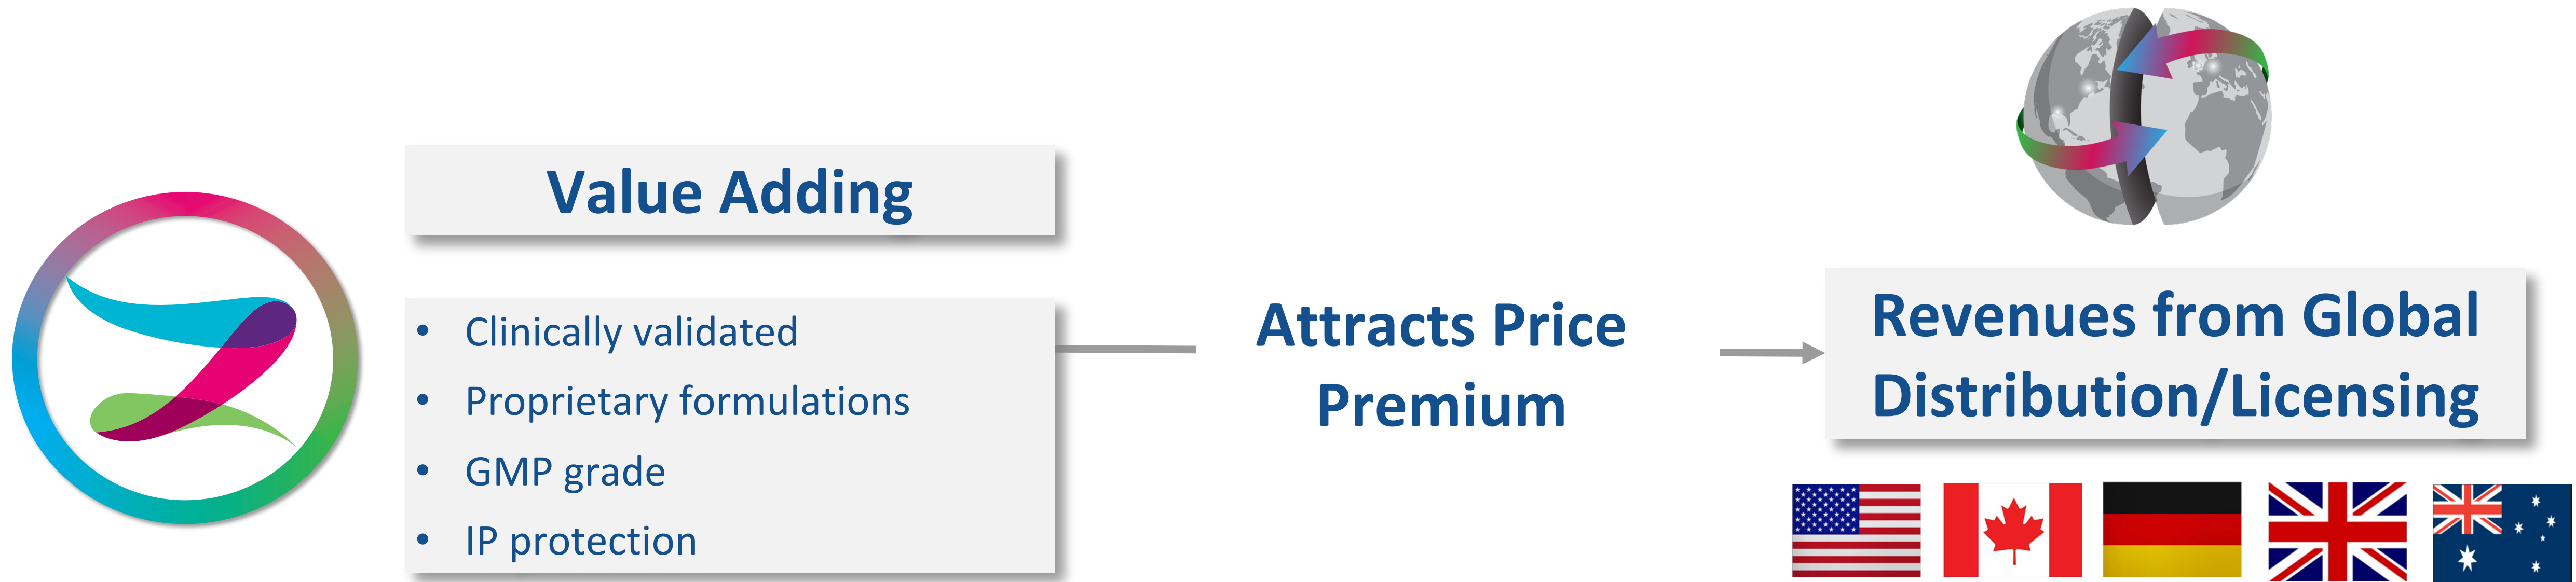 Value Adding
• Clinically validated
• Proprietary formulations
• GMP grade
• IP protection
Attracts Price
Premium
Revenues from Global
Distribution/Licensing